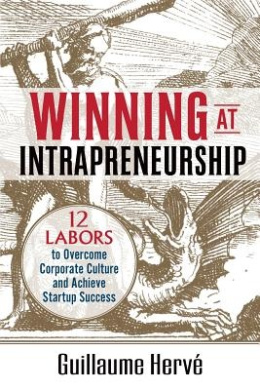 WINNING AT
INTRAPRENEURSHIP
12
LABORS
to Overcome
Corporate Culture
and Achieve
Startup Success
Guillaume Hervé